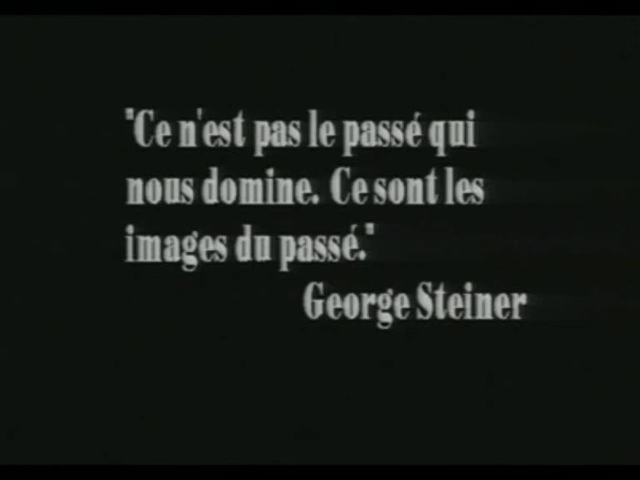 "Ce n'est pas le passé qui
nous domine. Ce sont les
images du passé."
George Steiner